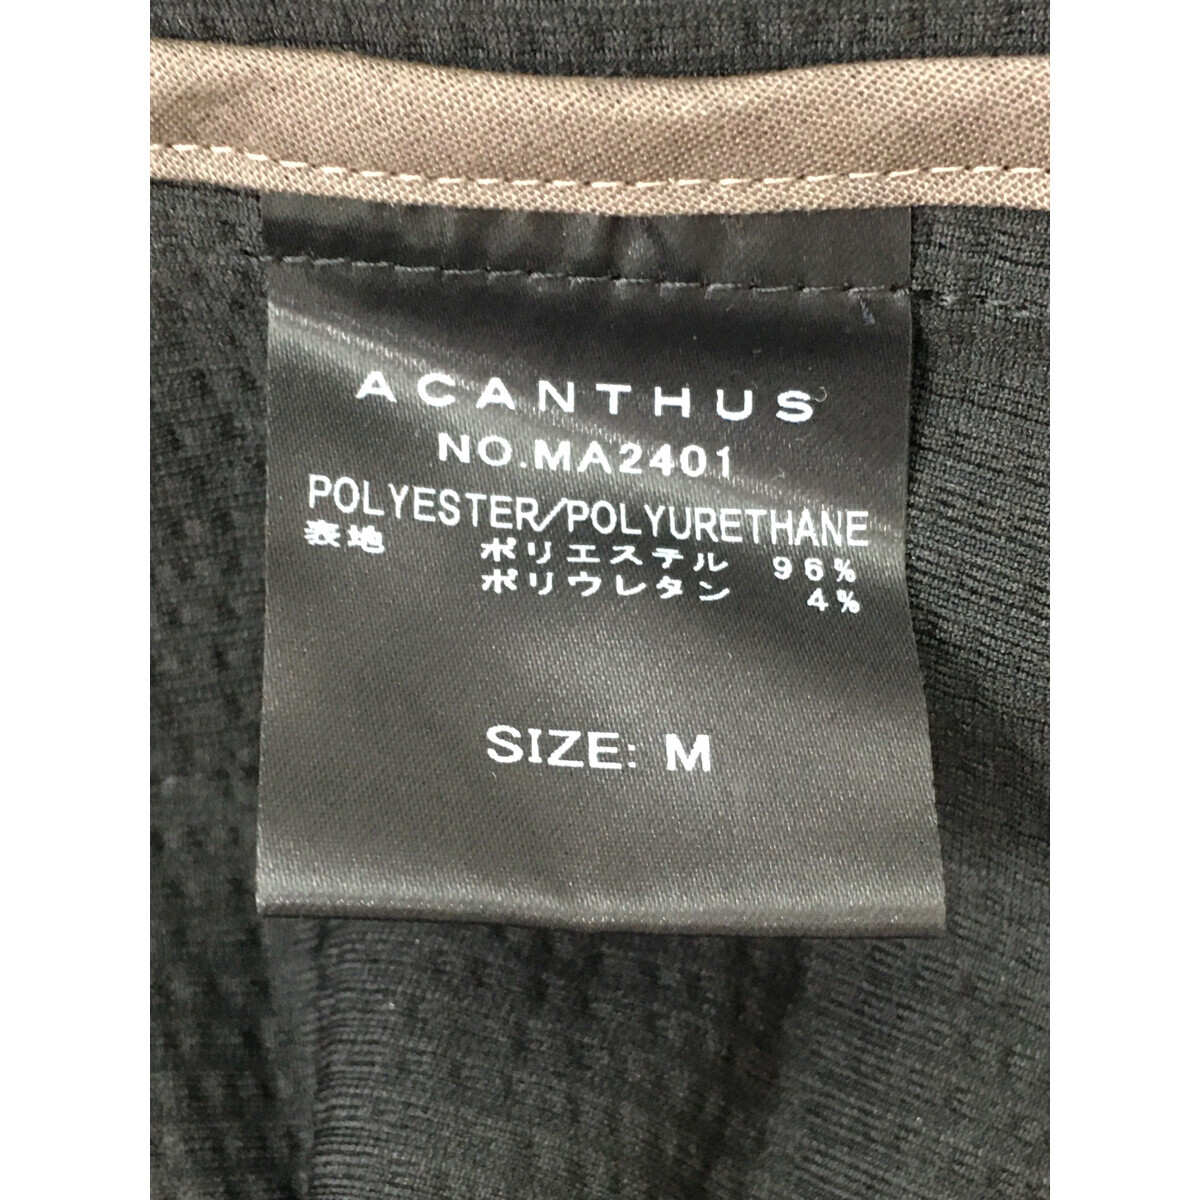 ACANTHUS
NO.MA2401
POLYESTER/POLYURETHANE
表地 ポリエステル 96%
ポリウレタン 4%
SIZE: M